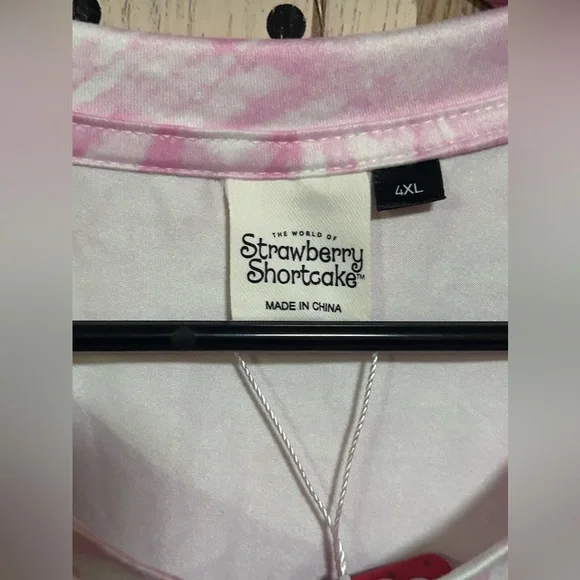 4XL
THE WORLD OF
Strawberry
Shortcake™
MADE IN CHINA